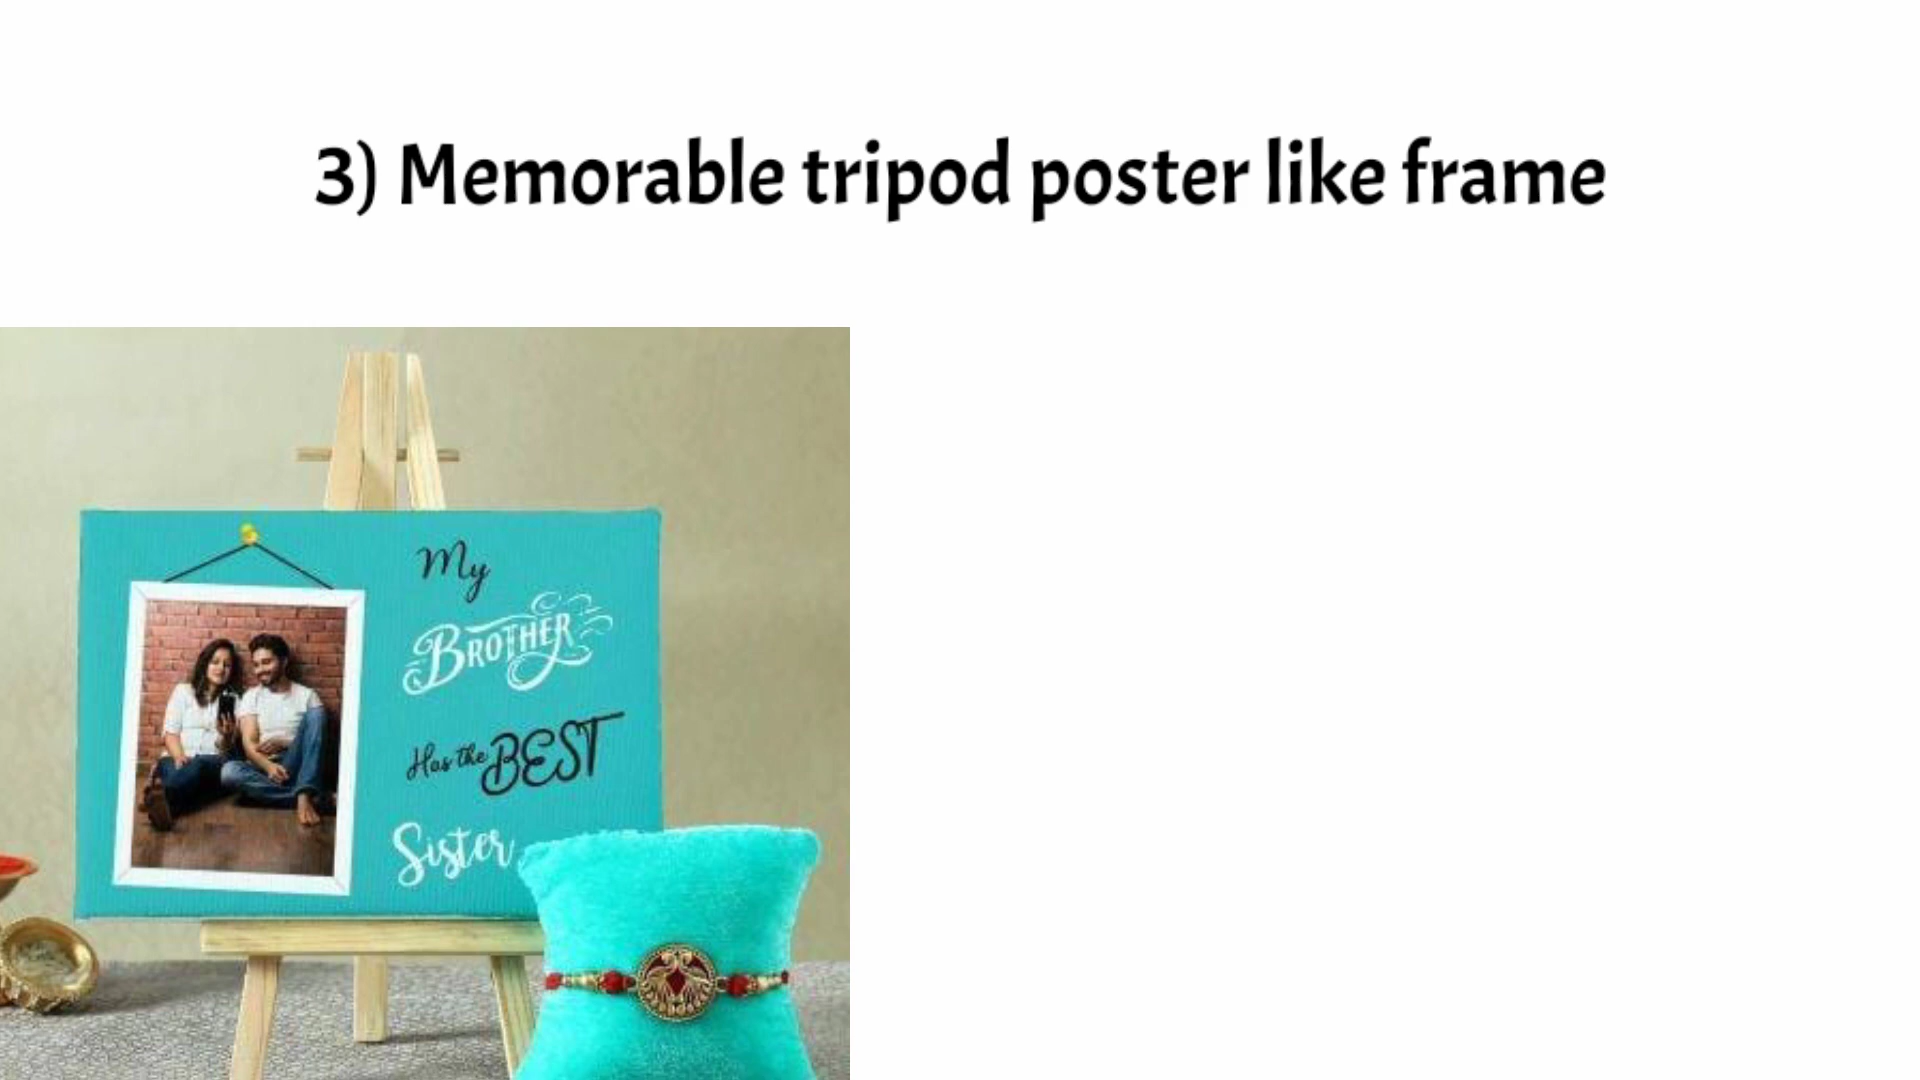 3) Memorable tripod poster like frame
My
BROTHER
Has the BEST
Sister